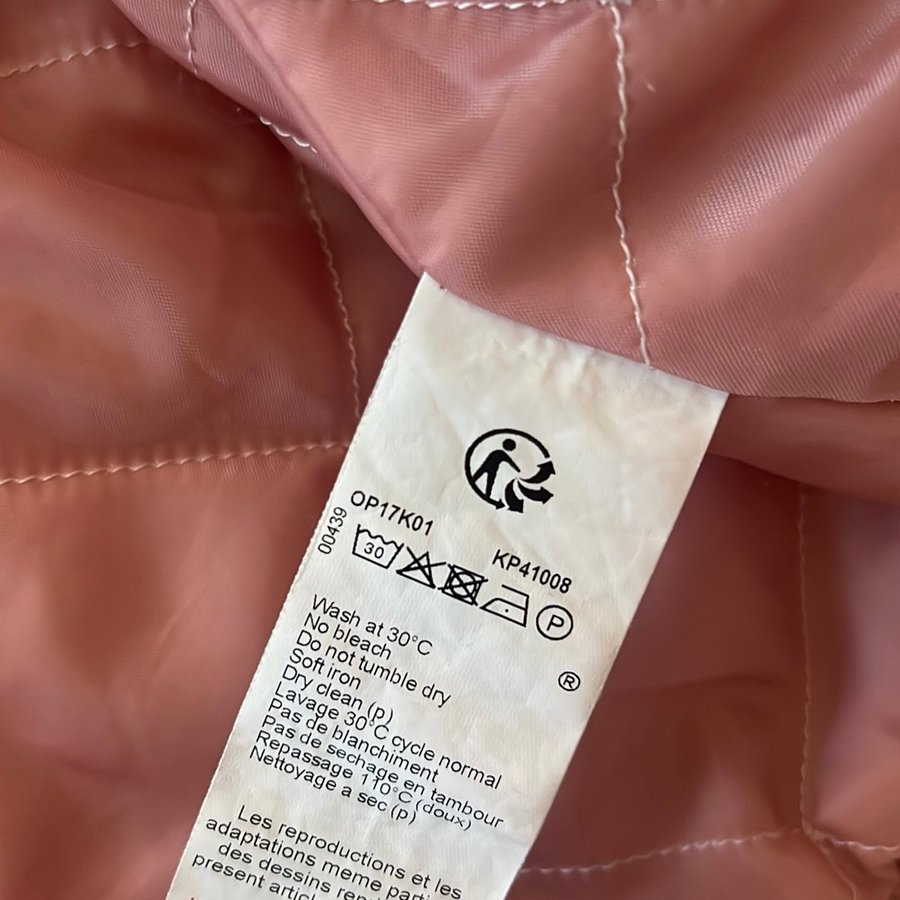 OP17K01
00439
KP41008
30
P
Wash at 30°C
No bleach
Do not tumble dry
Soft iron
Dry clean (p)
®
Lavage 30°C cycle normal
Pas de blanchiment
Pas de sechage en tambour
Repassage 110°C (doux)
Nettoyage a sec (p)
Les reproductions et les
adaptations meme
des dessins
present